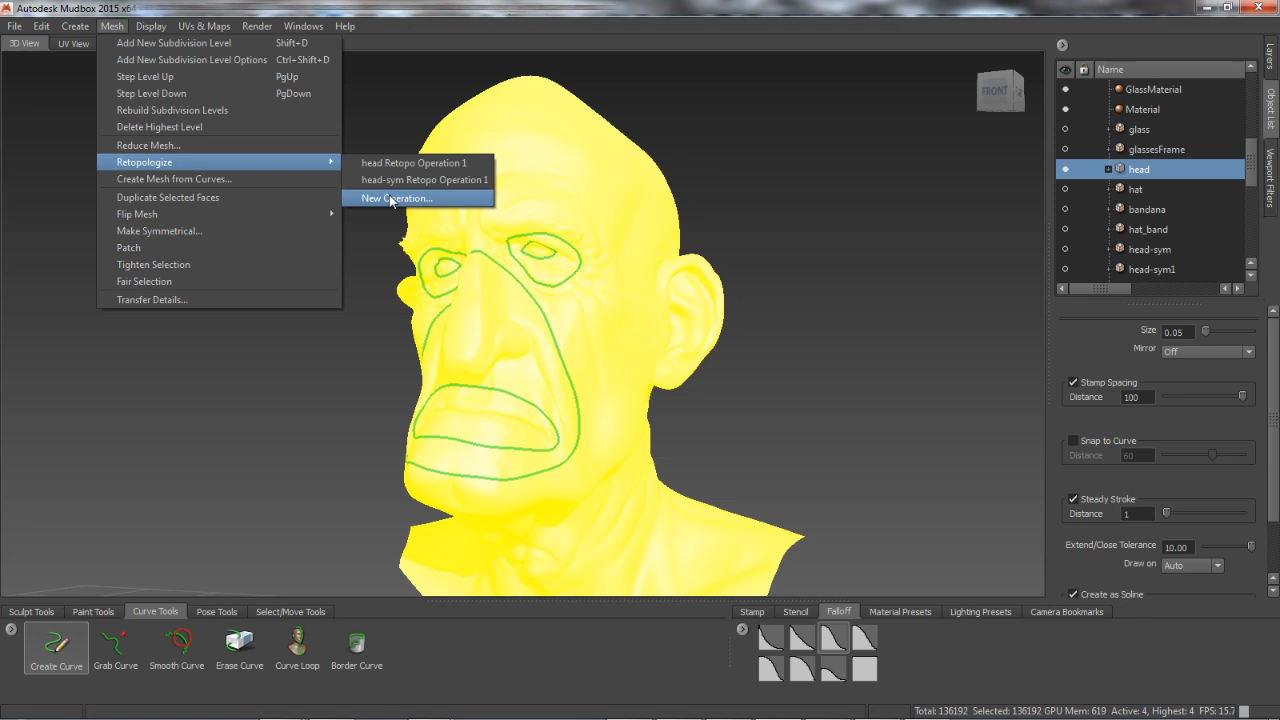 Autodesk Mudbox 2015 x64
File Edit Create Mesh Display UVs & Maps Render Windows Help
3D View UV View
Add New Subdivision Level Shift+D
Add New Subdivision Level Options Ctrl+Shift+D
Step Level Up PgUp
Step Level Down PgDown
Rebuild Subdivision Levels
Delete Highest Level
Reduce Mesh...
Retopologize
Create Mesh from Curves...
Duplicate Selected Faces
Flip Mesh
Make Symmetrical...
Patch
Tighten Selection
Fair Selection
Transfer Details...
head Retopo Operation 1
head-sym Retopo Operation 1
New Operation...
FRONT
Name
GlassMaterial
Material
glass
glassesFrame
head
hat
bandana
hat_band
head-sym
head-sym1
Layers
Object List
Viewport Filters
Size 0.05
Mirror Off
Stamp Spacing
Distance 100
Snap to Curve
Distance 60
Steady Stroke
Distance 1
Extend/Close Tolerance 10.00
Draw on Auto
Create as Spline
Sculpt Tools Paint Tools Curve Tools Pose Tools Select/Move Tools
Create Curve Grab Curve Smooth Curve Erase Curve Curve Loop Border Curve
Stamp Stencil Falloff Material Presets Lighting Presets Camera Bookmarks
Total: 136192 Selected: 136192 GPU Mem: 619 Active: 4, Highest: 4 FPS: 15.7